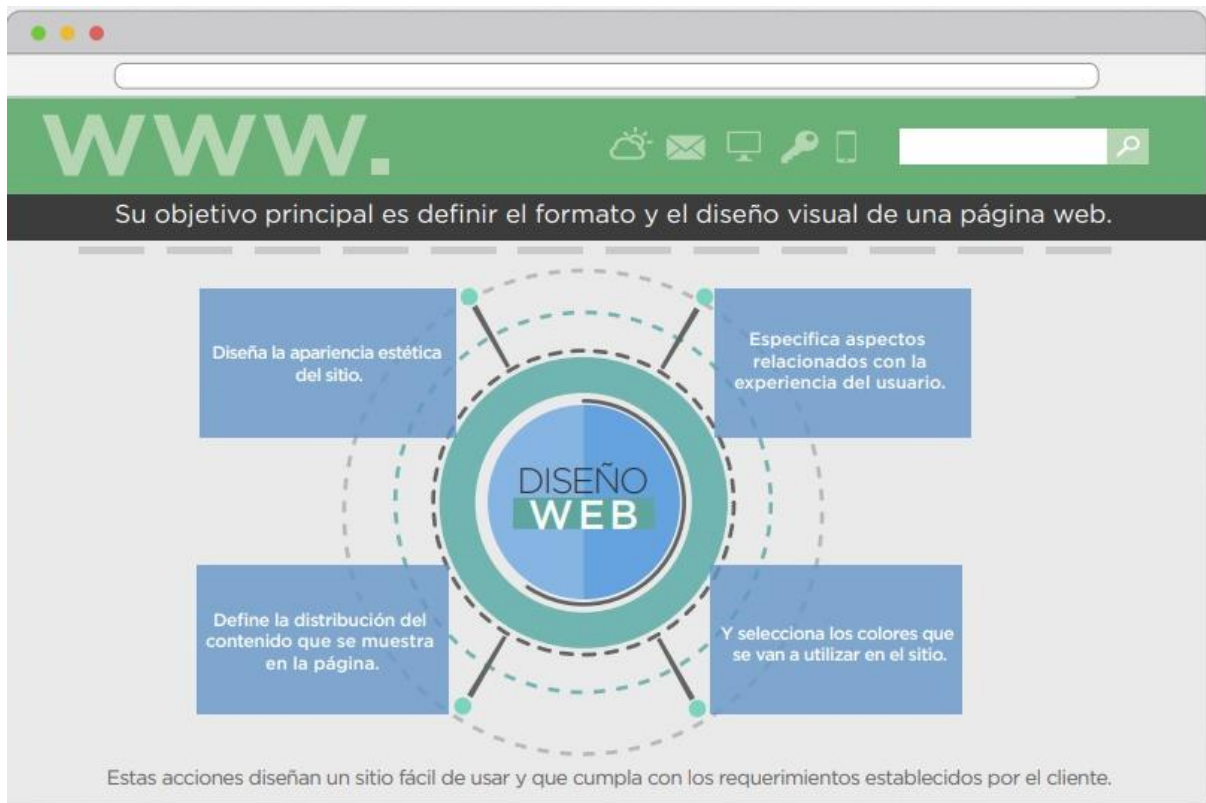 www.
Su objetivo principal es definir el formato y el diseño visual de una página web.
Diseña la apariencia estética
del sitio.
Especifica aspectos
relacionados con la
experiencia del usuario.
DISEÑO
WEB
Define la distribución del
contenido que se muestra
en la página.
Y selecciona los colores que
se van a utilizar en el sitio.
Estas acciones diseñan un sitio fácil de usar y que cumpla con los requerimientos establecidos por el cliente.